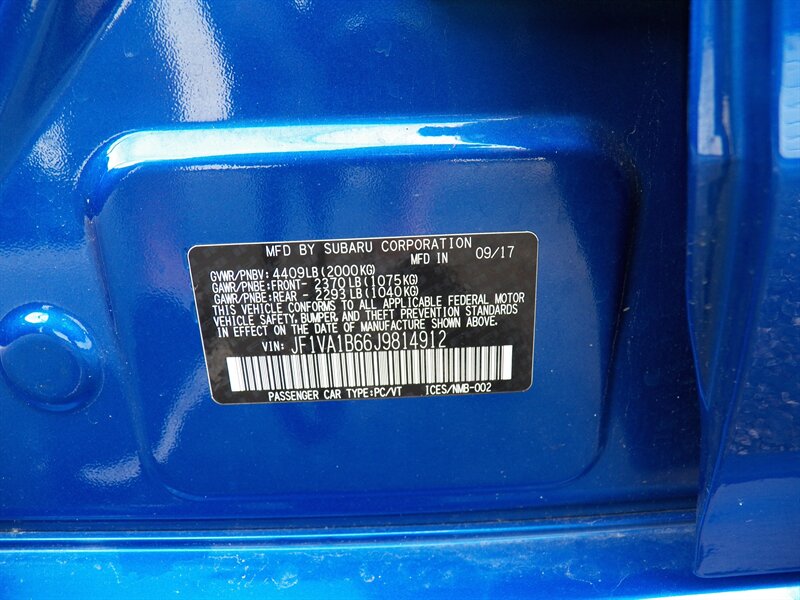 MFD BY SUBARU CORPORATION
MFD IN 09/17
GVWR/PNBV: 4409LB(2000KG)
GAWR/PNBE:FRONT- 2370LB(1075KG)
GAWR/PNBE:REAR - 2293LB(1040KG)
THIS VEHICLE CONFORMS TO ALL APPLICABLE FEDERAL MOTOR
VEHICLE SAFETY, BUMPER, AND THEFT PREVENTION STANDARDS
IN EFFECT ON THE DATE OF MANUFACTURE SHOWN ABOVE.
VIN: JF1VA1B66J9814912
PASSENGER CAR TYPE:PC/VT ICES/NMB-002